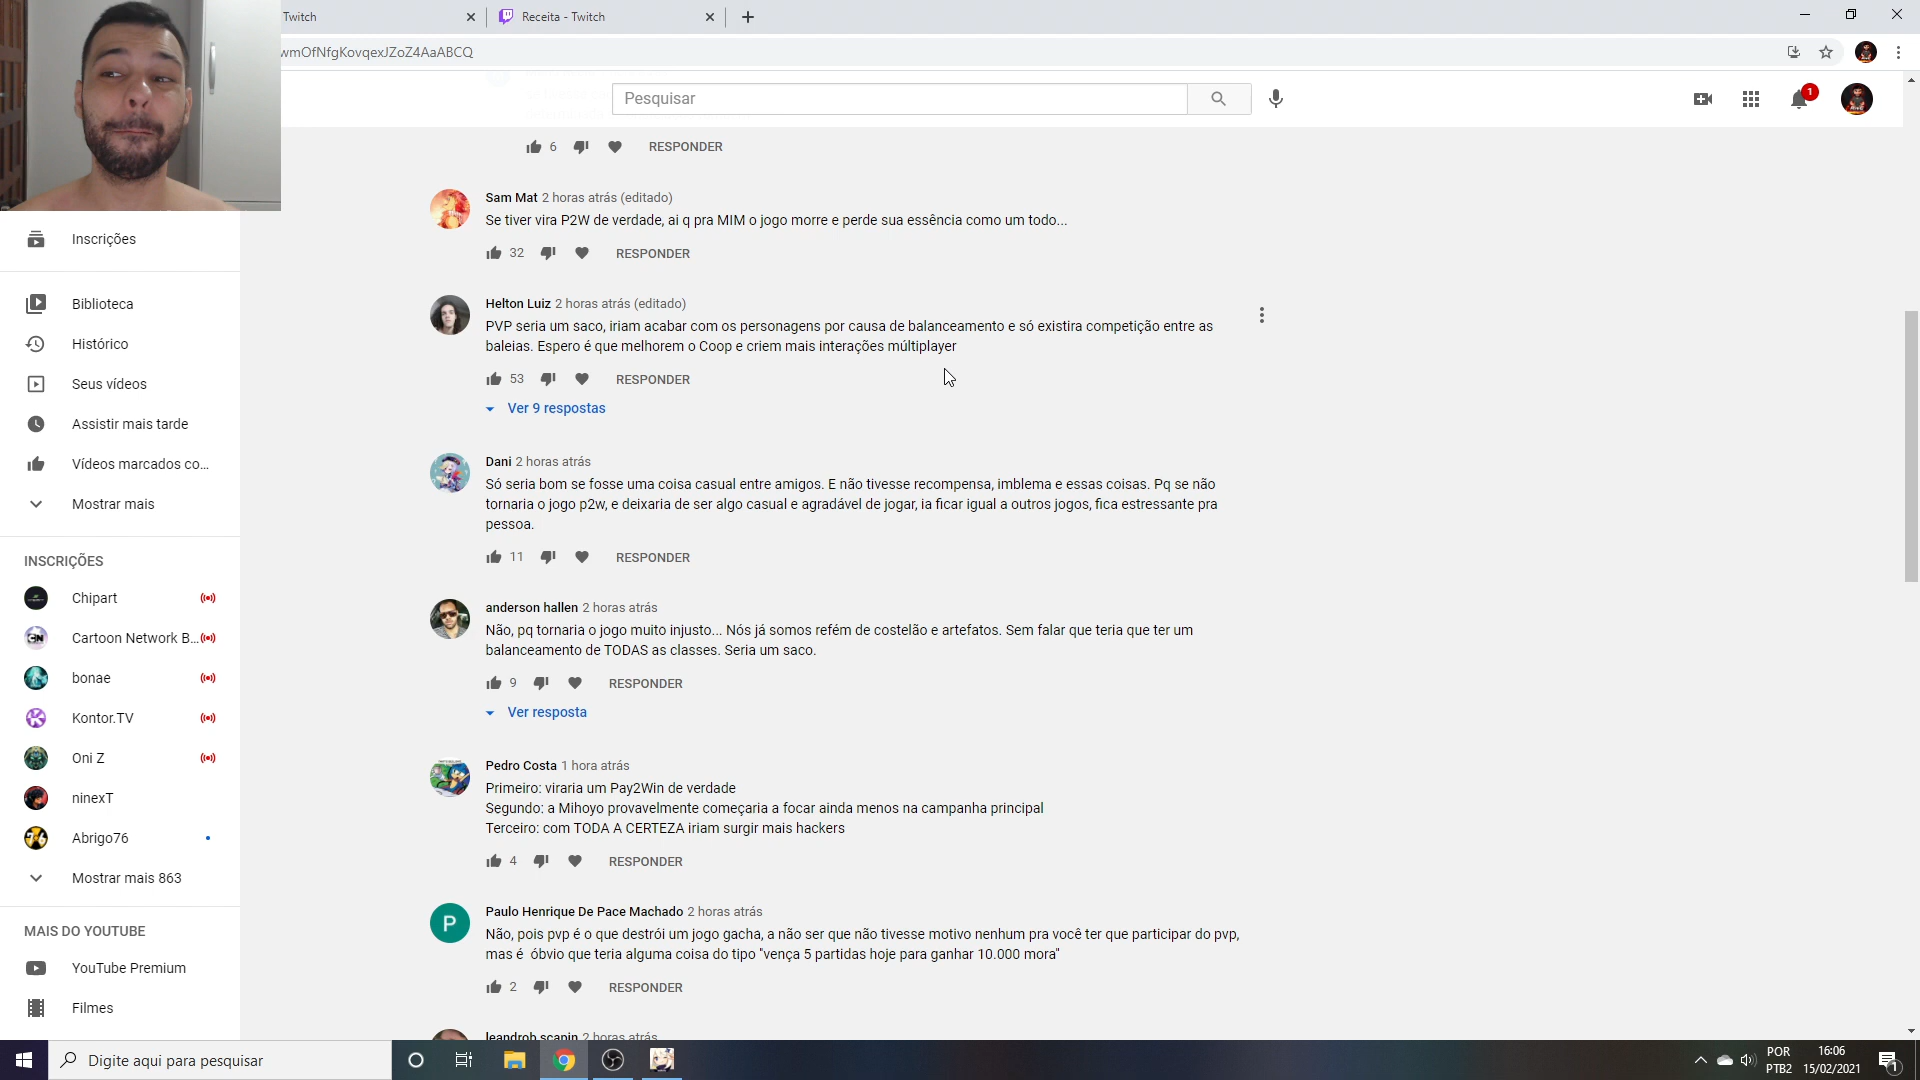 Twitch
Receita - Twitch
wmOfNfgKovqexJZoZ4AaABCQ
Pesquisar
1
6 RESPONDER
Sam Mat 2 horas atrás (editado)
Se tiver vira P2W de verdade, ai q pra MIM o jogo morre e perde sua essência como um todo...
32 RESPONDER
Helton Luiz 2 horas atrás (editado)
PVP seria um saco, iriam acabar com os personagens por causa de balanceamento e só existira competição entre as
baleias. Espero é que melhorem o Coop e criem mais interações múltiplayer
53 RESPONDER
Ver 9 respostas
Dani 2 horas atrás
Só seria bom se fosse uma coisa casual entre amigos. E não tivesse recompensa, imblema e essas coisas. Pq se não
tornaria o jogo p2w, e deixaria de ser algo casual e agradável de jogar, ia ficar igual a outros jogos, fica estressante pra
pessoa.
11 RESPONDER
anderson hallen 2 horas atrás
Não, pq tornaria o jogo muito injusto... Nós já somos refém de costelão e artefatos. Sem falar que teria que ter um
balanceamento de TODAS as classes. Seria um saco.
9 RESPONDER
Ver resposta
Pedro Costa 1 hora atrás
Primeiro: viraria um Pay2Win de verdade
Segundo: a Mihoyo provavelmente começaria a focar ainda menos na campanha principal
Terceiro: com TODA A CERTEZA iriam surgir mais hackers
4 RESPONDER
P
Paulo Henrique De Pace Machado 2 horas atrás
Não, pois pvp é o que destrói um jogo gacha, a não ser que não tivesse motivo nenhum pra você ter que participar do pvp,
mas é óbvio que teria alguma coisa do tipo "vença 5 partidas hoje para ganhar 10.000 mora"
2 RESPONDER
leandrob scapin 2 horas atrás
Inscrições
Biblioteca
Histórico
Seus vídeos
Assistir mais tarde
Vídeos marcados co...
Mostrar mais
INSCRIÇÕES
Chipart
CN
Cartoon Network B...
bonae
Kontor.TV
Oni Z
ninexT
Abrigo76
Mostrar mais 863
MAIS DO YOUTUBE
YouTube Premium
Filmes
Digite aqui para pesquisar
POR
PTB2
16:06
15/02/2021
1